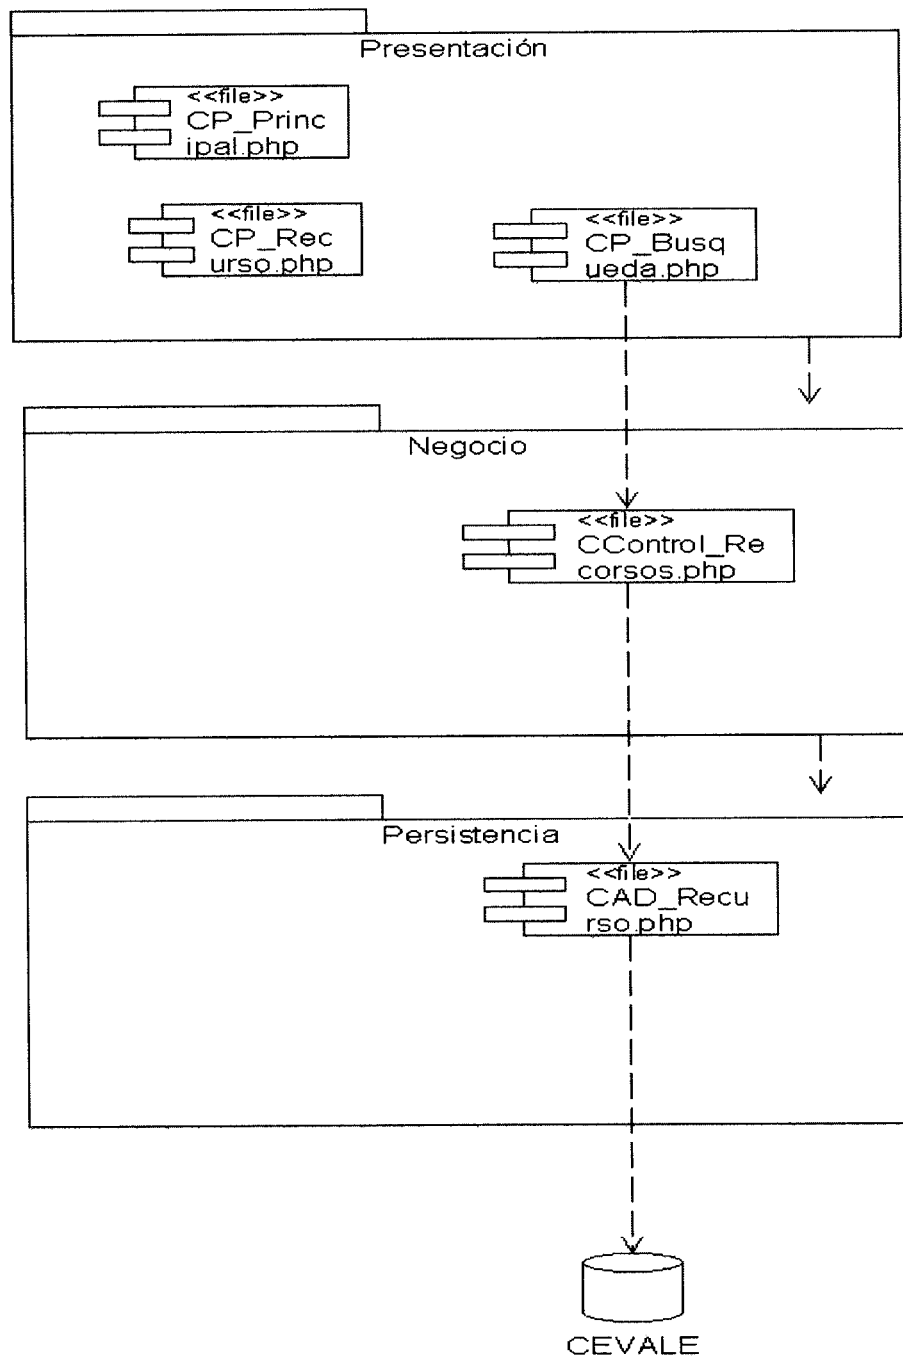 Presentación
<<file>>
CP_Princ
ipal.php
<<file>>
CP_Rec
urso.php
<<file>>
CP_Busq
ueda.php
Negocio
<<file>>
CControl_Re
corsos.php
Persistencia
<<file>>
CAD_Recu
rso.php
CEVALE